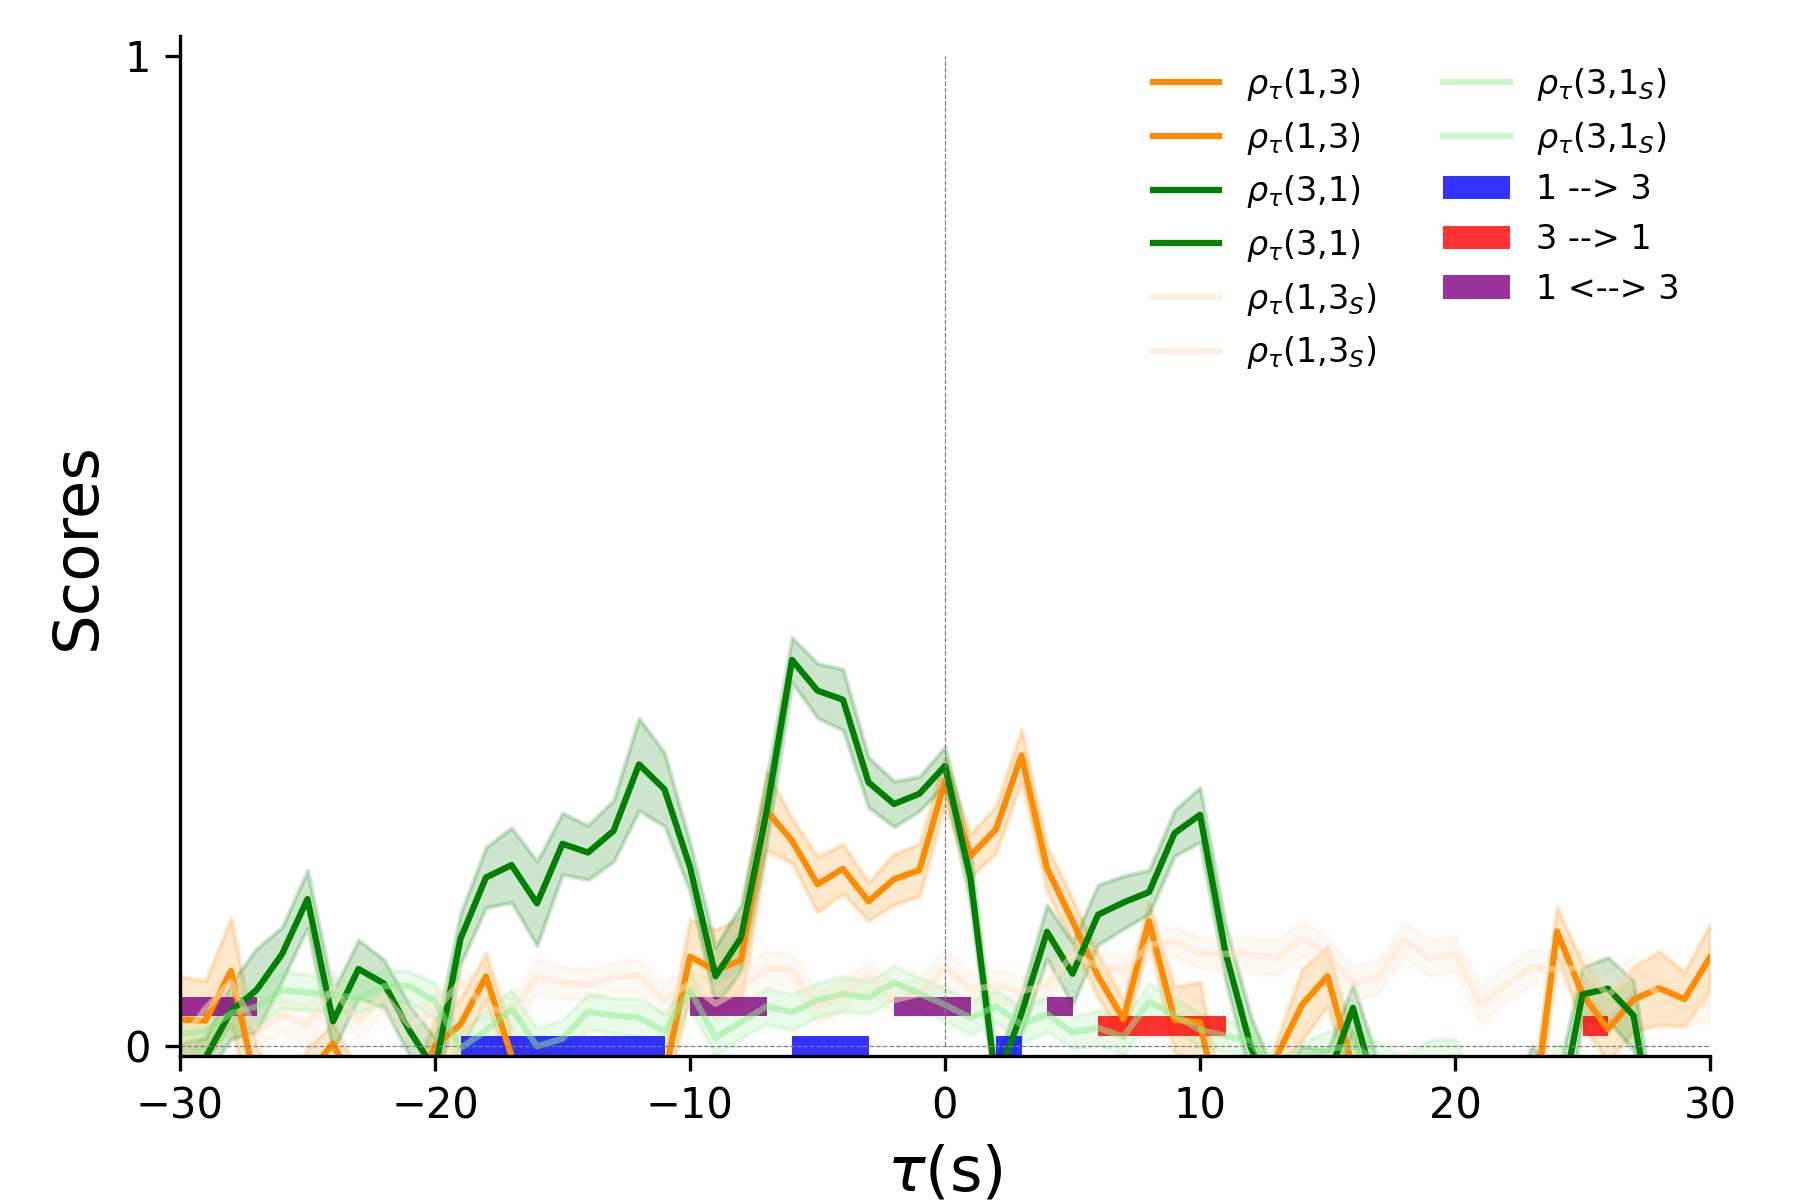 1
0
Scores
−30 −20 −10 0 10 20 30
τ(s)
ρτ(1,3)
ρτ(1,3)
ρτ(3,1)
ρτ(3,1)
ρτ(1,3S)
ρτ(1,3S)
ρτ(3,1S)
ρτ(3,1S)
1 --> 3
3 --> 1
1 <--> 3